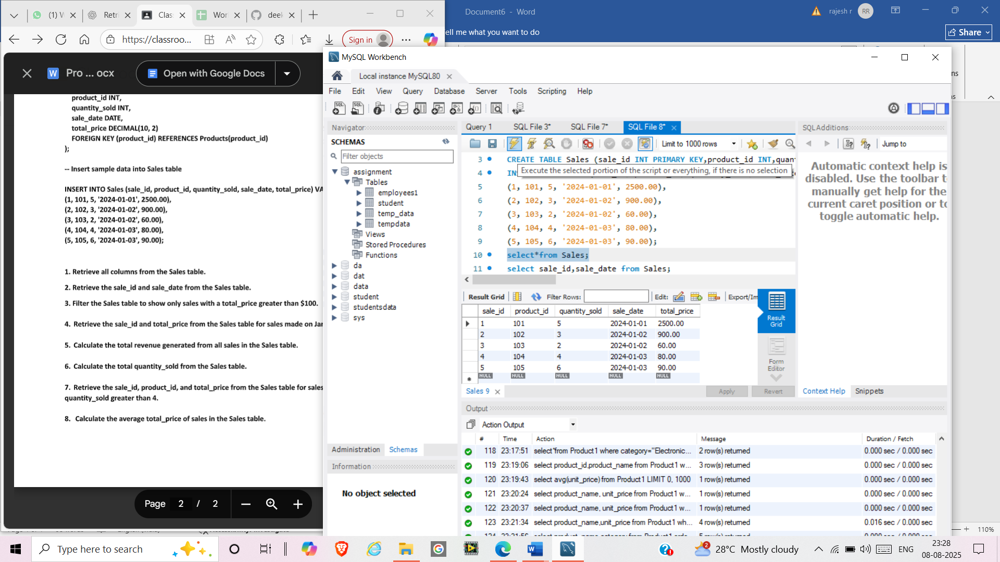 (1) W
Retri
Clas
Wor
deek
Document6 - Word
rajesh r
RR
https://classroo...
Sign in
ell me what you want to do
Share
Pro ... ocx
Open with Google Docs
product_id INT,
quantity_sold INT,
sale_date DATE,
total_price DECIMAL(10, 2)
FOREIGN KEY (product_id) REFERENCES Products(product_id)
);
-- Insert sample data into Sales table
INSERT INTO Sales (sale_id, product_id, quantity_sold, sale_date, total_price) VA
(1, 101, 5, '2024-01-01', 2500.00),
(2, 102, 3, '2024-01-02', 900.00),
(3, 103, 2, '2024-01-02', 60.00),
(4, 104, 4, '2024-01-03', 80.00),
(5, 105, 6, '2024-01-03', 90.00);
1. Retrieve all columns from the Sales table.
2. Retrieve the sale_id and sale_date from the Sales table.
3. Filter the Sales table to show only sales with a total_price greater than $100.
4. Retrieve the sale_id and total_price from the Sales table for sales made on Jar
5. Calculate the total revenue generated from all sales in the Sales table.
6. Calculate the total quantity_sold from the Sales table.
7. Retrieve the sale_id, product_id, and total_price from the Sales table for sales
quantity_sold greater than 4.
8. Calculate the average total_price of sales in the Sales table.
Page 2 / 2
MySQL Workbench
Local instance MySQL80
File Edit View Query Database Server Tools Scripting Help
Navigator
SCHEMAS
Filter objects
assignment
Tables
employees1
student
temp_data
tempdata
Views
Stored Procedures
Functions
da
dat
data
student
studentsdata
sys
Administration Schemas
Information
No object selected
Query 1 SQL File 3* SQL File 7* SQL File 8*
Limit to 1000 rows
3 CREATE TABLE Sales (sale_id INT PRIMARY KEY,product_id INT,quan
Execute the selected portion of the script or everything, if there is no selection
4 IN
5 (1, 101, 5, '2024-01-01', 2500.00),
6 (2, 102, 3, '2024-01-02', 900.00),
7 (3, 103, 2, '2024-01-02', 60.00),
8 (4, 104, 4, '2024-01-03', 80.00),
9 (5, 105, 6, '2024-01-03', 90.00);
10 select*from Sales;
11 select sale_id,sale_date from Sales;
Result Grid Filter Rows: Edit: Export/Im
sale_id product_id quantity_sold sale_date total_price
1 101 5 2024-01-01 2500.00
2 102 3 2024-01-02 900.00
3 103 2 2024-01-02 60.00
4 104 4 2024-01-03 80.00
5 105 6 2024-01-03 90.00
NULL NULL NULL NULL NULL
Result
Grid
Form
Editor
Sales 9
Apply Revert
SQLAdditions
Jump to
Automatic context help is
disabled. Use the toolbar t
manually get help for the
current caret position or to
toggle automatic help.
Context Help Snippets
Output
Action Output
# Time Action Message Duration / Fetch
118 23:17:51 select*from Product1 where category="Electronic... 2 row(s) returned 0.000 sec / 0.000 sec
119 23:19:06 select product_id,product_name from Product1 w... 3 row(s) returned 0.000 sec / 0.000 sec
120 23:19:43 select avg(unit_price) from Product1 LIMIT 0, 1000 1 row(s) returned 0.000 sec / 0.000 sec
121 23:20:24 select product_name, unit_price from Product1 w... 1 row(s) returned 0.000 sec / 0.000 sec
122 23:20:37 select product_name, unit_price from Product1 w... 1 row(s) returned 0.000 sec / 0.000 sec
123 23:21:34 select product_name,unit_price from Product1 wh... 4 row(s) returned 0.016 sec / 0.000 sec
110%
Type here to search
2
28°C Mostly cloudy
ENG
23:28
08-08-2025